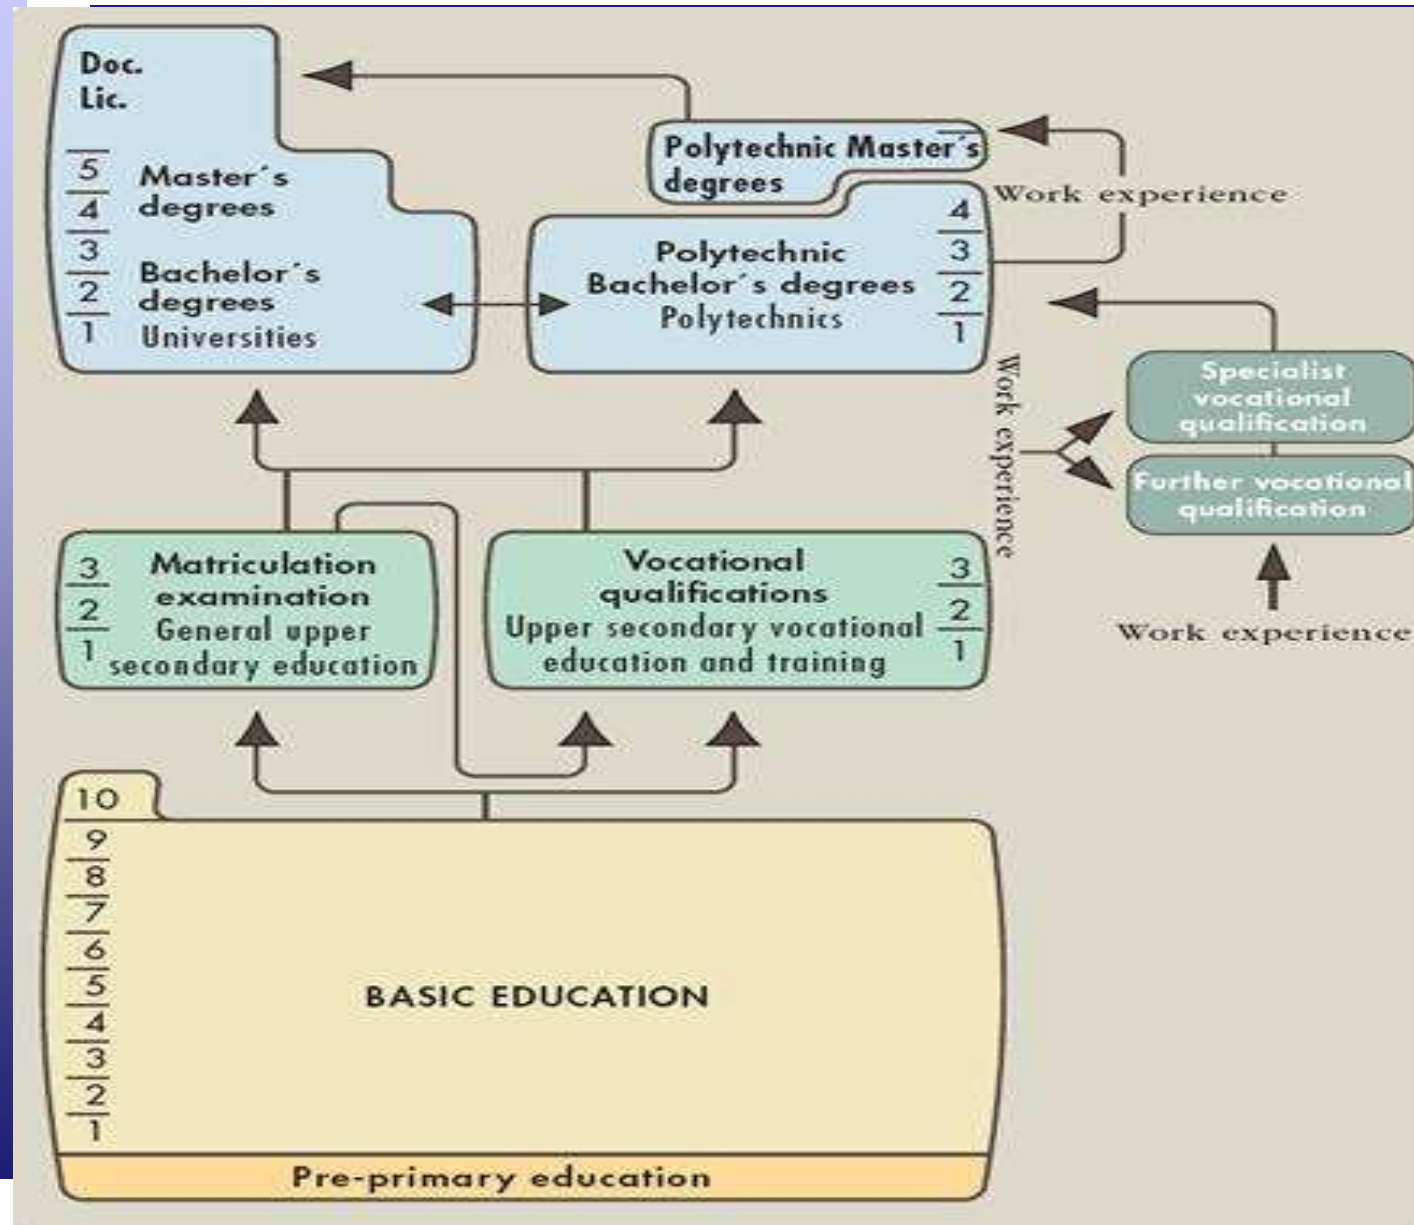 Doc.
Lic.
5
4
3
2
1
Master´s
degrees
Bachelor´s
degrees
Universities
Polytechnic Master´s
degrees
Work experience
Polytechnic
Bachelor´s degrees
Polytechnics
4
3
2
1
Work experience
Specialist
vocational
qualification
Further vocational
qualification
Work experience
3
2
1
Matriculation
examination
General upper
secondary education
Vocational
qualifications
Upper secondary vocational
education and training
3
2
1
10
9
8
7
6
5
4
3
2
1
BASIC EDUCATION
Pre-primary education